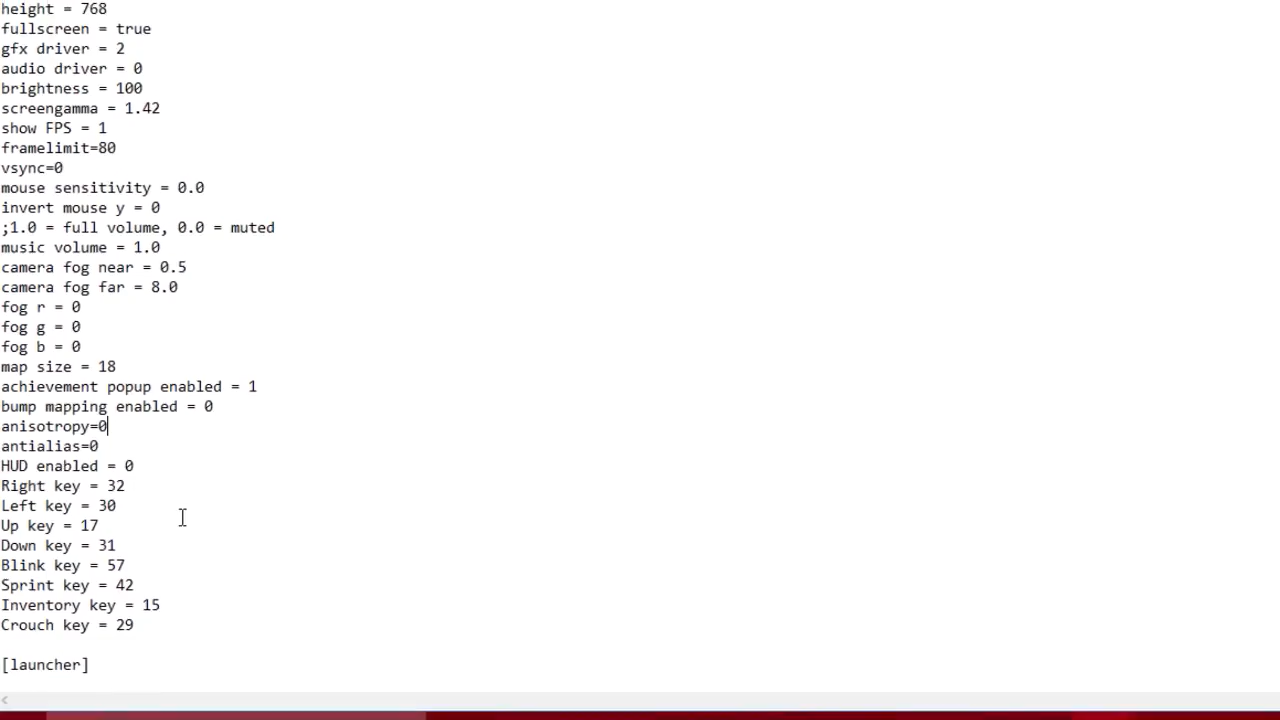 height = 768
fullscreen = true
gfx driver = 2
audio driver = 0
brightness = 100
screengamma = 1.42
show FPS = 1
framelimit=80
vsync=0
mouse sensitivity = 0.0
invert mouse y = 0
;1.0 = full volume, 0.0 = muted
music volume = 1.0
camera fog near = 0.5
camera fog far = 8.0
fog r = 0
fog g = 0
fog b = 0
map size = 18
achievement popup enabled = 1
bump mapping enabled = 0
anisotropy=0
antialias=0
HUD enabled = 0
Right key = 32
Left key = 30
Up key = 17
Down key = 31
Blink key = 57
Sprint key = 42
Inventory key = 15
Crouch key = 29
[launcher]